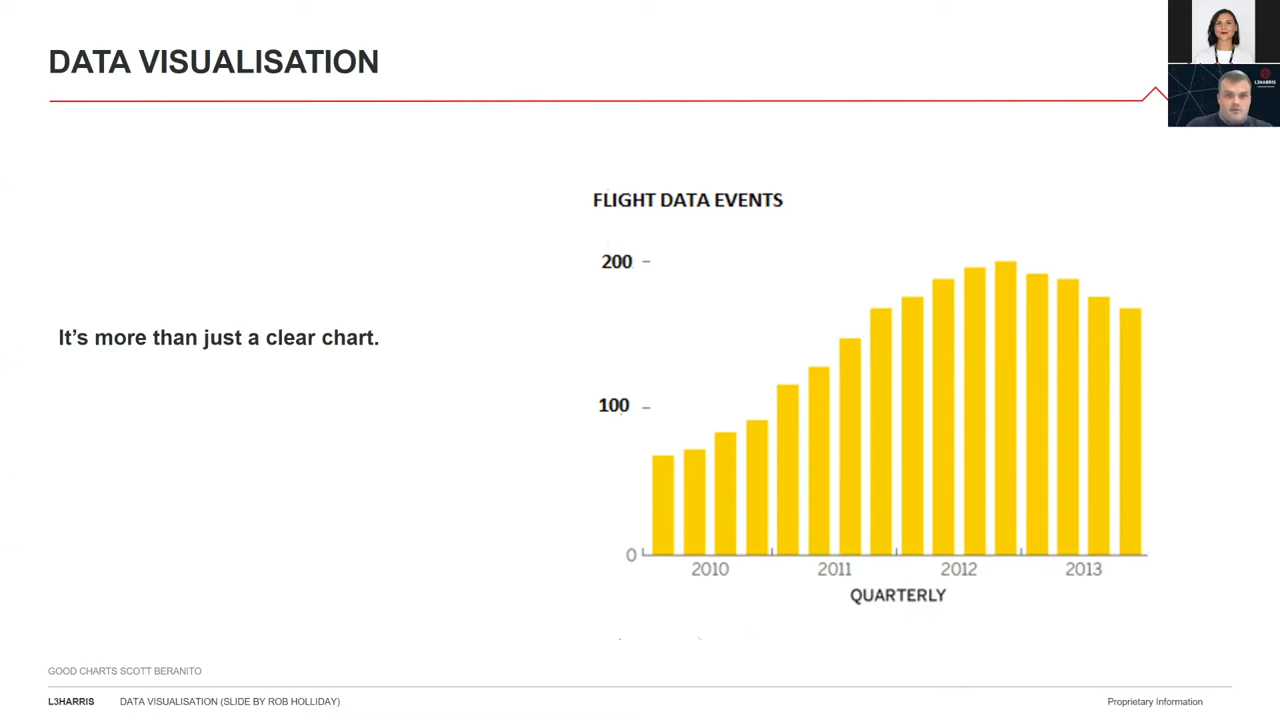 DATA VISUALISATION
L3HARRIS
FLIGHT DATA EVENTS
200
It's more than just a clear chart.
100
0
2010 2011 2012 2013
QUARTERLY
GOOD CHARTS SCOTT BERANITO
L3HARRIS DATA VISUALISATION (SLIDE BY ROB HOLLIDAY) Proprietary Information